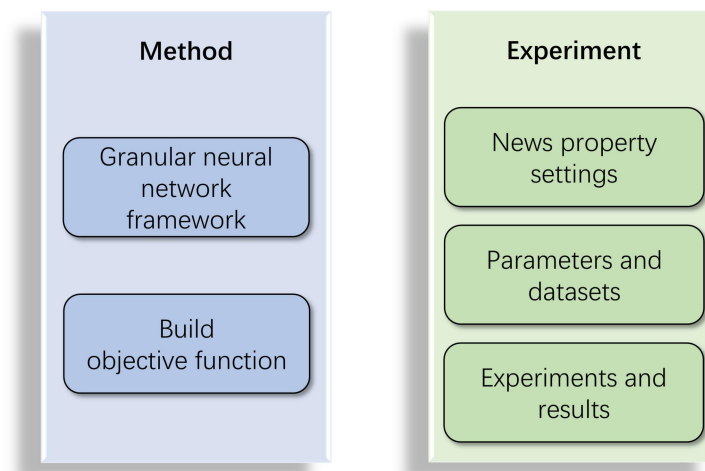 Method
Granular neural
network
framework
Build
objective function
Experiment
News property
settings
Parameters and
datasets
Experiments and
results